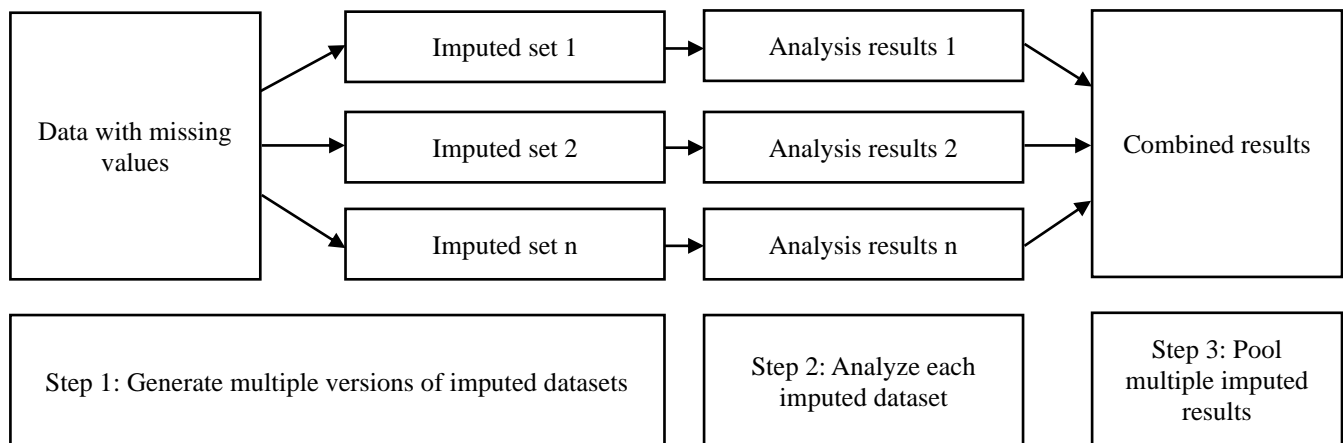 Data with missing
values
Imputed set 1
Analysis results 1
Imputed set 2
Analysis results 2
Imputed set n
Analysis results n
Combined results
Step 1: Generate multiple versions of imputed datasets
Step 2: Analyze each
imputed dataset
Step 3: Pool
multiple imputed
results